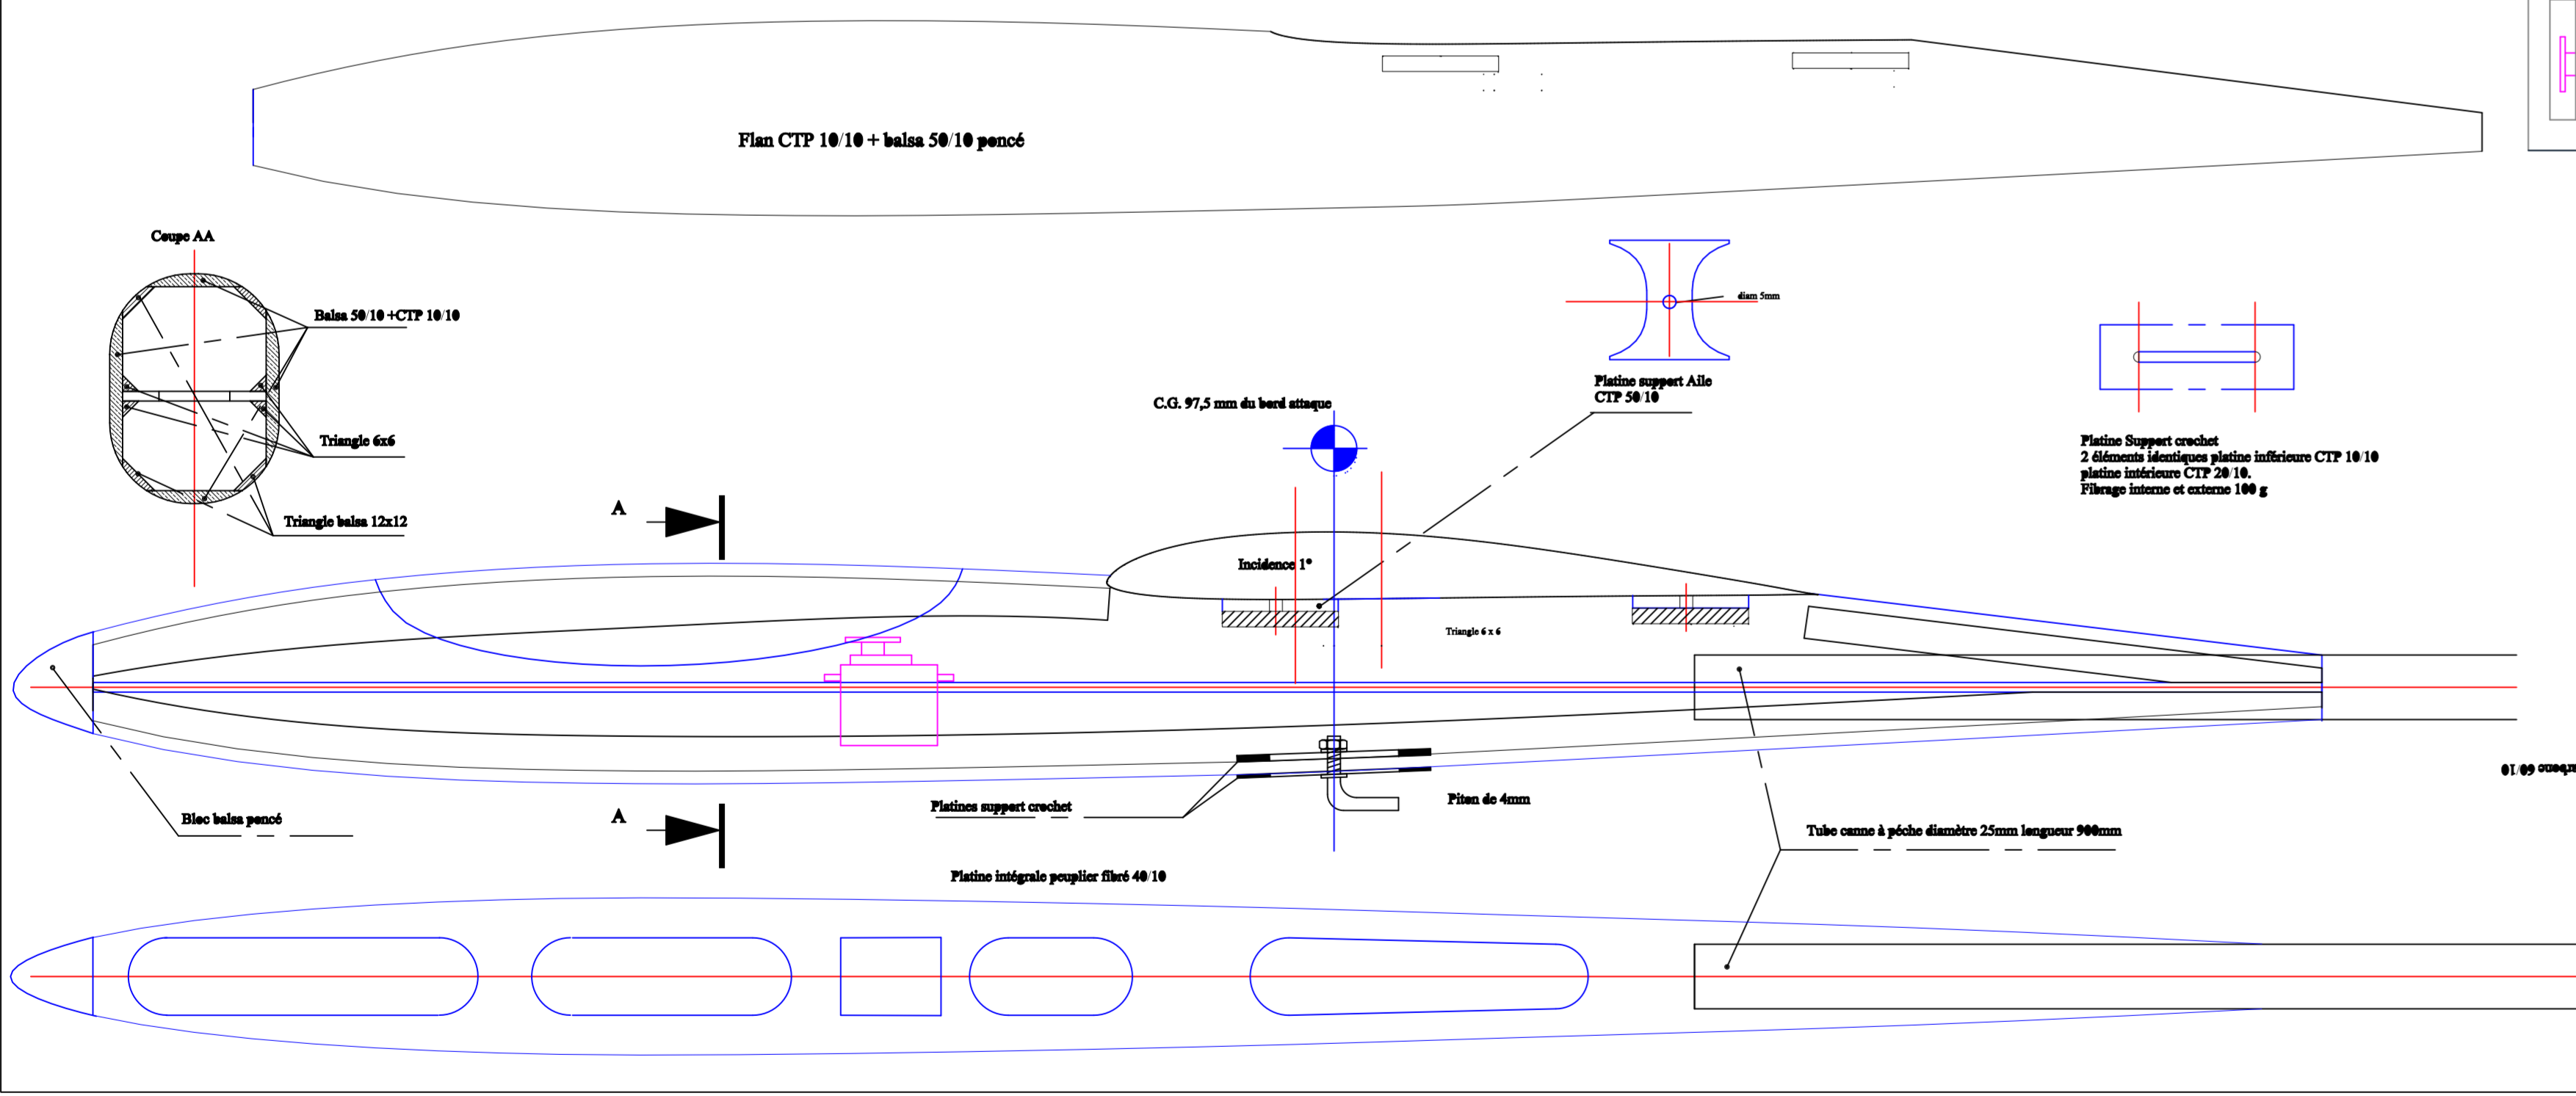 Flan CTP 10/10 + balsa 50/10 poncé
Coupe AA
Balsa 50/10 +CTP 10/10
diam 5mm
Platine support Aile
CTP 50/10
C.G. 97,5 mm du bord attaque
Triangle 6x6
Platine Support crochet
2 éléments identiques platine inférieure CTP 10/10
platine intérieure CTP 20/10.
Fibrage interne et externe 100 g
A
Triangle balsa 12x12
Incidence 1°
Triangle 6 x 6
60/10
Platines support crochet
Piton de 4mm
Bloc balsa poncé
A
Tube canne à péche diamètre 25mm longueur 900mm
Platine intégrale peuplier fibré 40/10